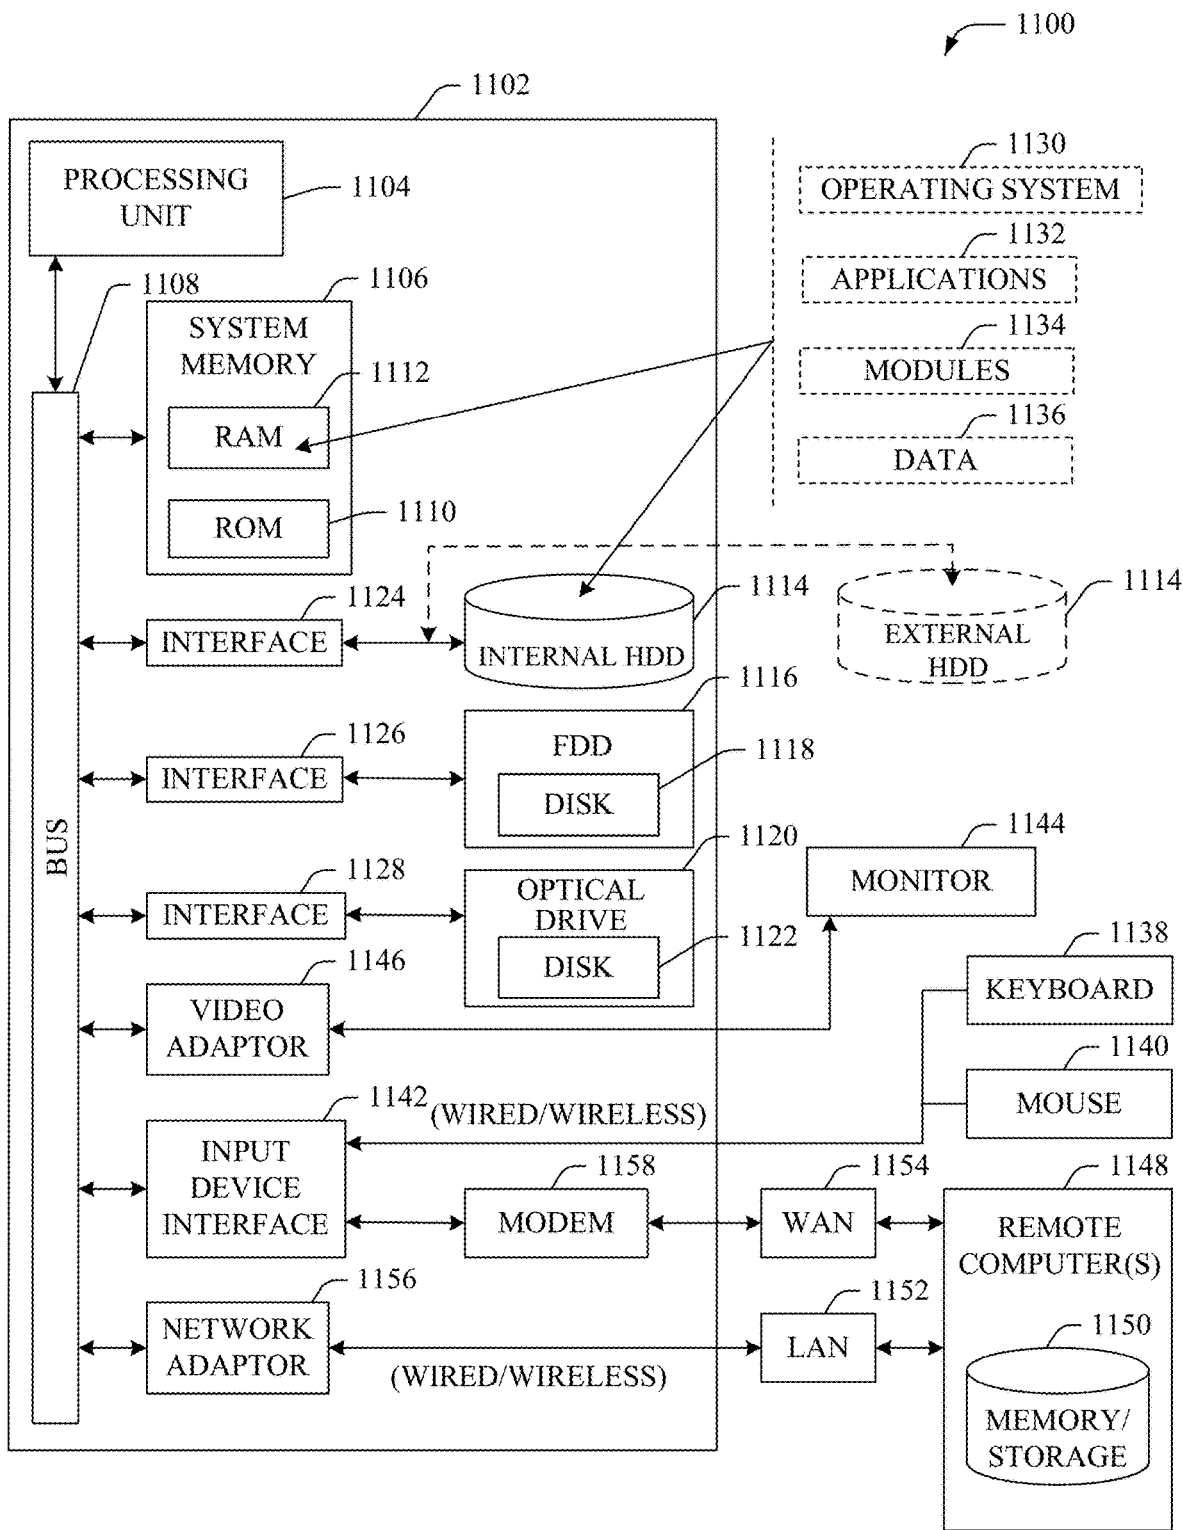 1100
1102
PROCESSING
UNIT
1104
1130
OPERATING SYSTEM
1132
APPLICATIONS
1134
MODULES
1136
DATA
1108
1106
SYSTEM
MEMORY
1112
RAM
1110
ROM
1124
INTERFACE
1114
INTERNAL HDD
1114
EXTERNAL
HDD
1126
INTERFACE
1116
FDD
1118
DISK
BUS
1128
INTERFACE
1120
OPTICAL
DRIVE
1122
DISK
1144
MONITOR
1146
VIDEO
ADAPTOR
1138
KEYBOARD
1140
MOUSE
1142
(WIRED/WIRELESS)
INPUT
DEVICE
INTERFACE
1158
MODEM
1154
WAN
1148
REMOTE
COMPUTER(S)
1156
NETWORK
ADAPTOR
(WIRED/WIRELESS)
1152
LAN
1150
MEMORY/
STORAGE